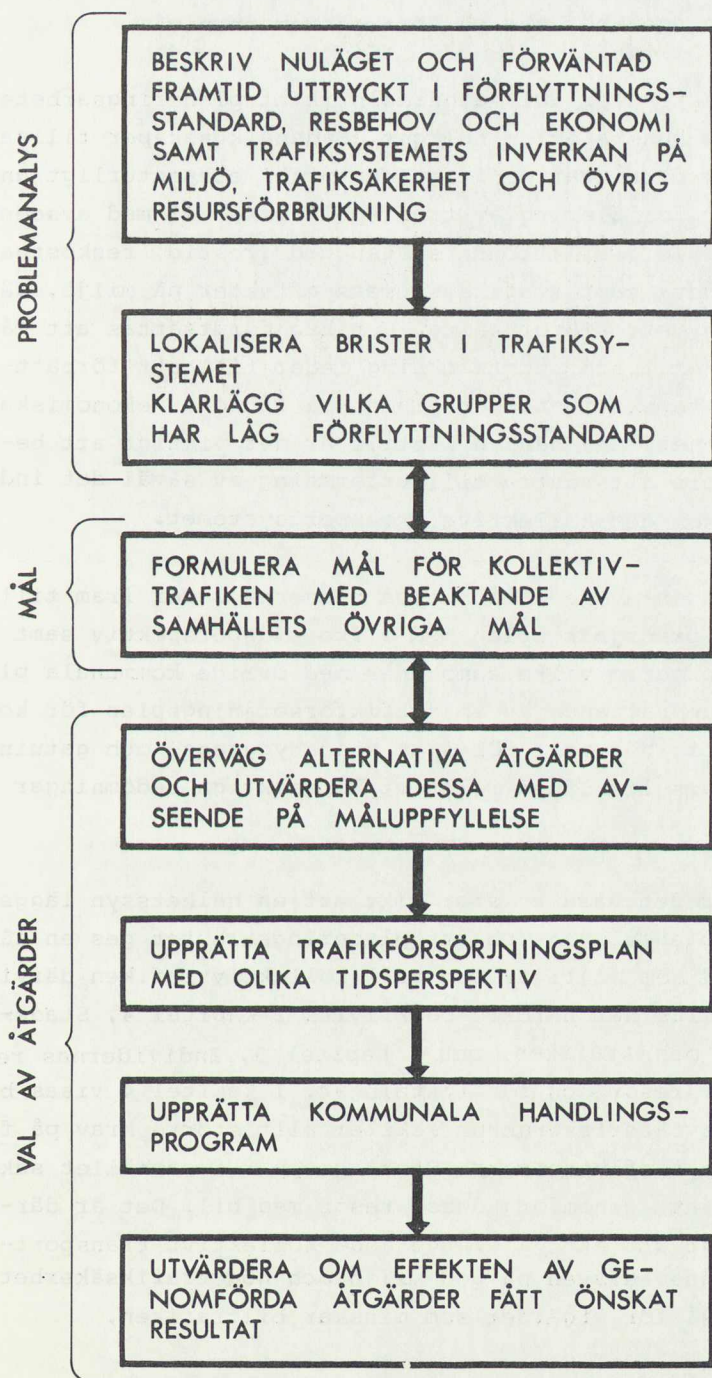 PROBLEMANALYS
BESKRIV NULÄGET OCH FÖRVÄNTAD
FRAMTID UTTRYCKT I FÖRFLYTTNINGS-
STANDARD, RESBEHOV OCH EKONOMI
SAMT TRAFIKSYSTEMETS INVERKAN PÅ
MILJÖ, TRAFIKSÄKERHET OCH ÖVRIG
RESURSFÖRBRUKNING
LOKALISERA BRISTER I TRAFIKSY-
STEMET
KLARLÄGG VILKA GRUPPER SOM
HAR LÅG FÖRFLYTTNINGSSTANDARD
MÅL
FORMULERA MÅL FÖR KOLLEKTIV-
TRAFIKEN MED BEAKTANDE AV
SAMHÄLLETS ÖVRIGA MÅL
VAL AV ÅTGÄRDER
ÖVERVÄG ALTERNATIVA ÅTGÄRDER
OCH UTVÄRDERA DESSA MED AV-
SEENDE PÅ MÅLUPPFYLLELSE
UPPRÄTTA TRAFIKFÖRSÖRJNINGSPLAN
MED OLIKA TIDSPERSPEKTIV
UPPRÄTTA KOMMUNALA HANDLINGS-
PROGRAM
UTVÄRDERA OM EFFEKTEN AV GE-
NOMFÖRDA ÅTGÄRDER FÅTT ÖNSKAT
RESULTAT